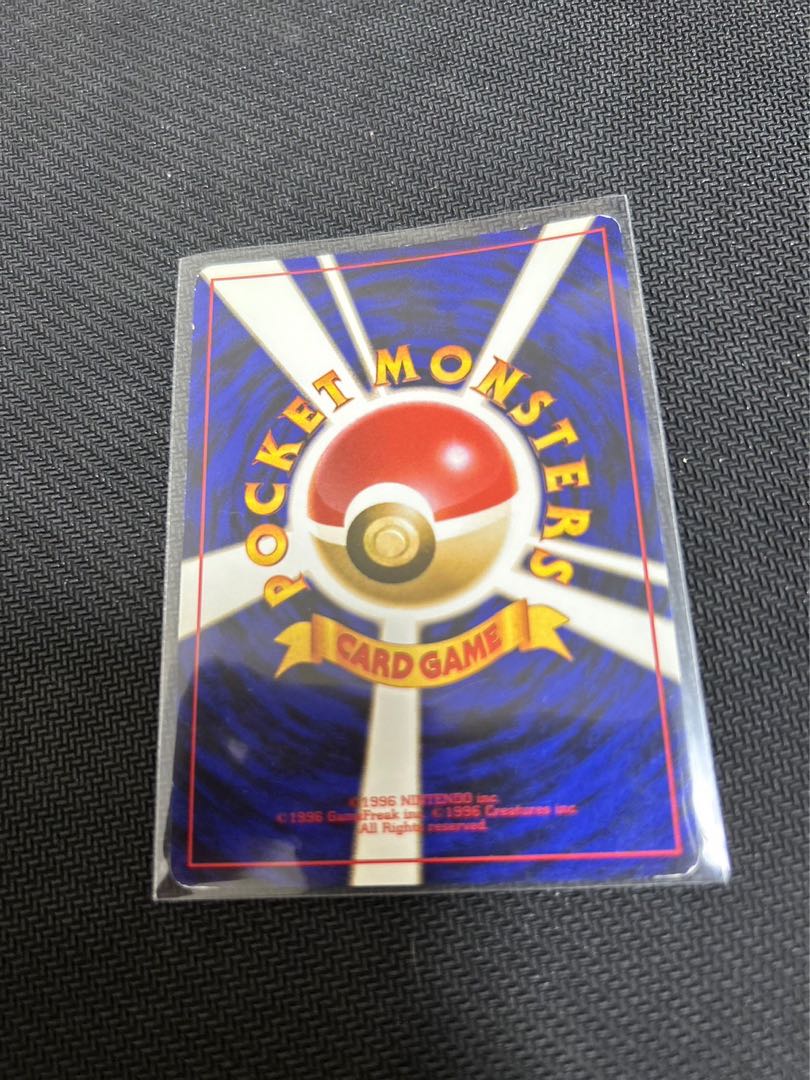 POCKET MONSTERS
CARD GAME
©1996 NINTENDO inc.
©1996 GameFreak inc. ©1996 Creatures inc.
All Rights reserved.